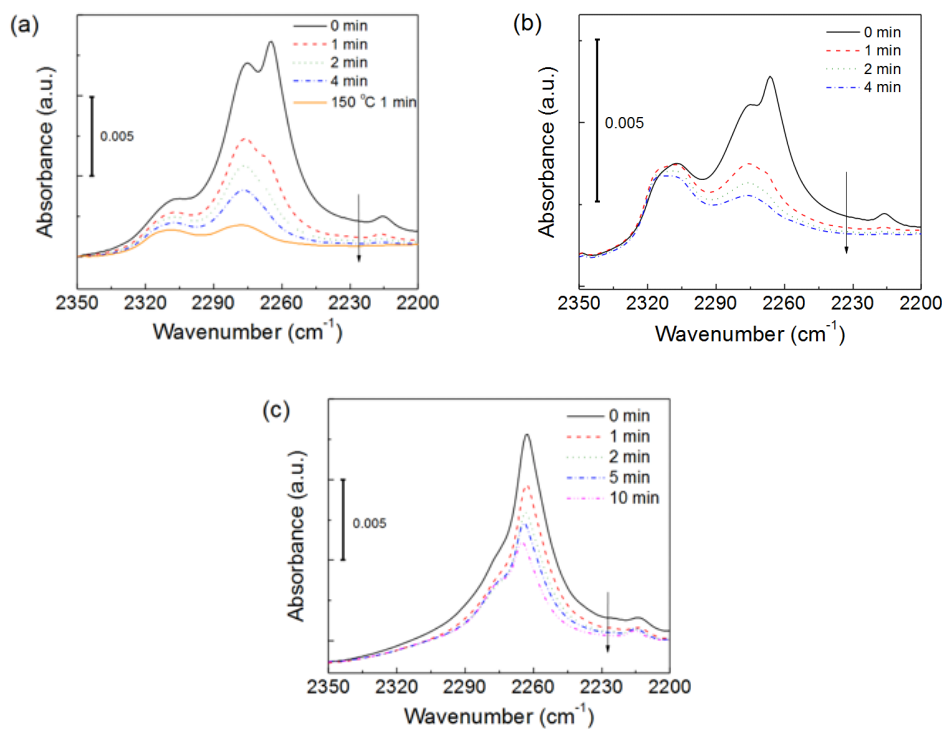 (a)
Absorbance (a.u.)
0.005
0 min
1 min
2 min
4 min
150 °C 1 min
2350 2320 2290 2260 2230 2200
Wavenumber (cm-1)
(b)
Absorbance (a.u.)
0.005
0 min
1 min
2 min
4 min
2350 2320 2290 2260 2230 2200
Wavenumber (cm-1)
(c)
Absorbance (a.u.)
0.005
0 min
1 min
2 min
5 min
10 min
2350 2320 2290 2260 2230 2200
Wavenumber (cm-1)